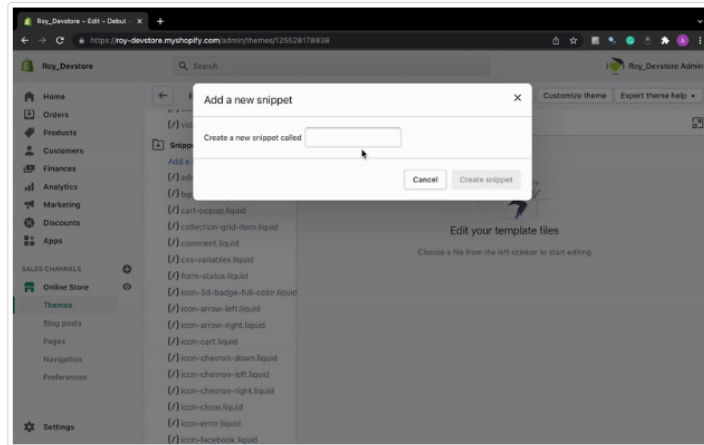 Roy_Devstore – Edit – Debut
https://roy-devstore.myshopify.com/admin/themes/125528178838
Roy_Devstore
Search
Roy_Devstore Admin
Home
Orders
Products
Customers
Finances
Analytics
Marketing
Discounts
Apps
SALES CHANNELS
Online Store
Themes
Blog posts
Pages
Navigation
Preferences
Settings
Customize theme
Expert theme help
Add a new snippet
Create a new snippet called
Cancel
Create snippet
{/} cart-popup.liquid
{/} collection-grid-item.liquid
{/} comment.liquid
{/} css-variables.liquid
{/} form-status.liquid
{/} icon-3d-badge-full-color.liquid
{/} icon-arrow-left.liquid
{/} icon-arrow-right.liquid
{/} icon-cart.liquid
{/} icon-chevron-down.liquid
{/} icon-chevron-left.liquid
{/} icon-chevron-right.liquid
{/} icon-close.liquid
{/} icon-error.liquid
{/} icon-facebook.liquid
Edit your template files
Choose a file from the left sidebar to start editing